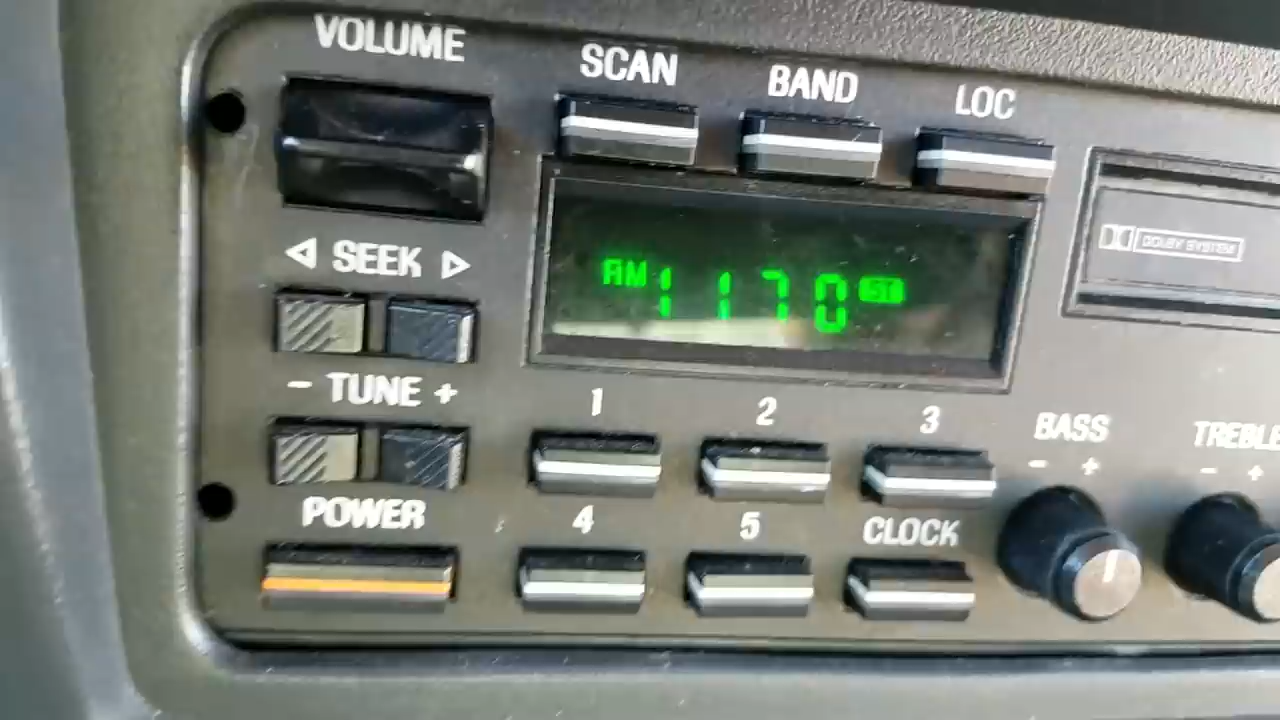 VOLUME
SCAN
BAND
LOC
SEEK
AM 1170 ST
DOLBY SYSTEM
- TUNE +
1
2
3
BASS
- +
TREBLE
- +
POWER
4
5
CLOCK